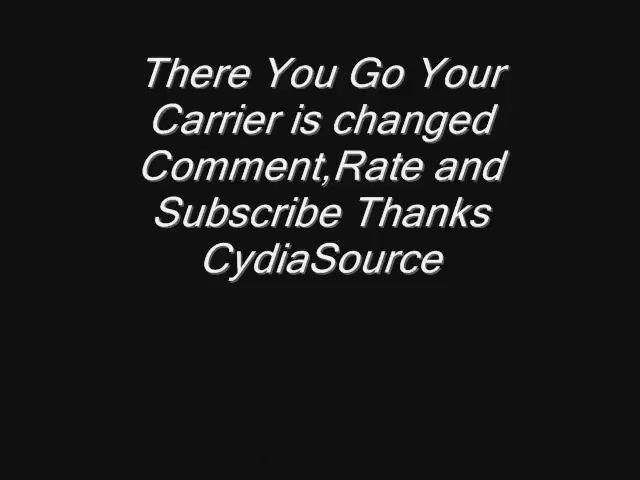 There You Go Your
Carrier is changed
Comment,Rate and
Subscribe Thanks
CydiaSource